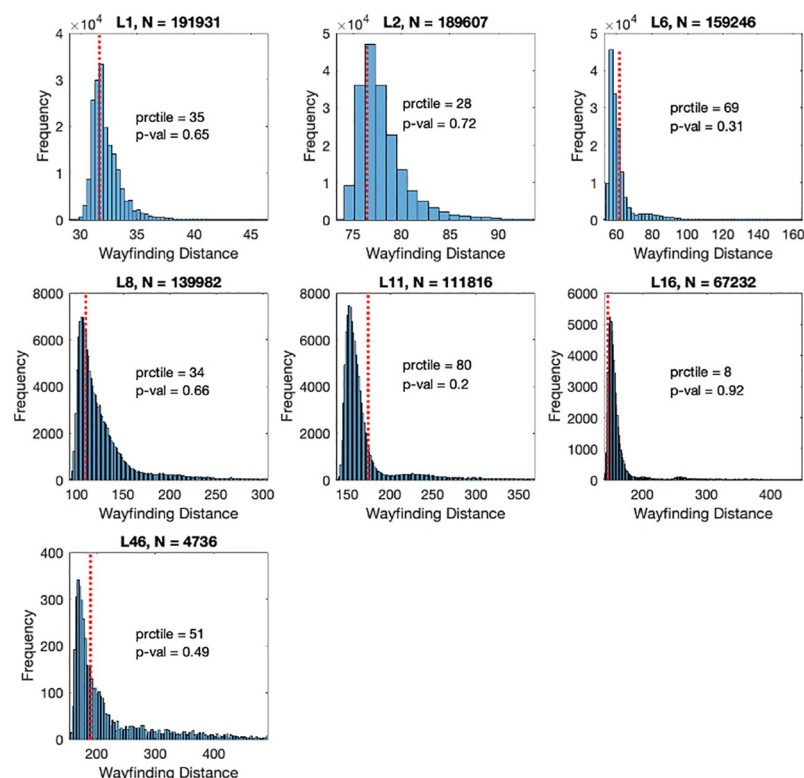 L1, N = 191931
×10⁴
4
3
2
1
0
Frequency
prctile = 35
p-val = 0.65
30 35 40 45
Wayfinding Distance
L2, N = 189607
×10⁴
5
4
3
2
1
0
Frequency
prctile = 28
p-val = 0.72
75 80 85 90
Wayfinding Distance
L6, N = 159246
×10⁴
5
4
3
2
1
0
Frequency
prctile = 69
p-val = 0.31
60 80 100 120 140 160
Wayfinding Distance
L8, N = 139982
8000
6000
4000
2000
0
Frequency
prctile = 34
p-val = 0.66
100 150 200 250 300
Wayfinding Distance
L11, N = 111816
8000
6000
4000
2000
0
Frequency
prctile = 80
p-val = 0.2
150 200 250 300 350
Wayfinding Distance
L16, N = 67232
6000
5000
4000
3000
2000
1000
0
Frequency
prctile = 8
p-val = 0.92
200 300 400
Wayfinding Distance
L46, N = 4736
400
300
200
100
0
Frequency
prctile = 51
p-val = 0.49
200 300 400
Wayfinding Distance